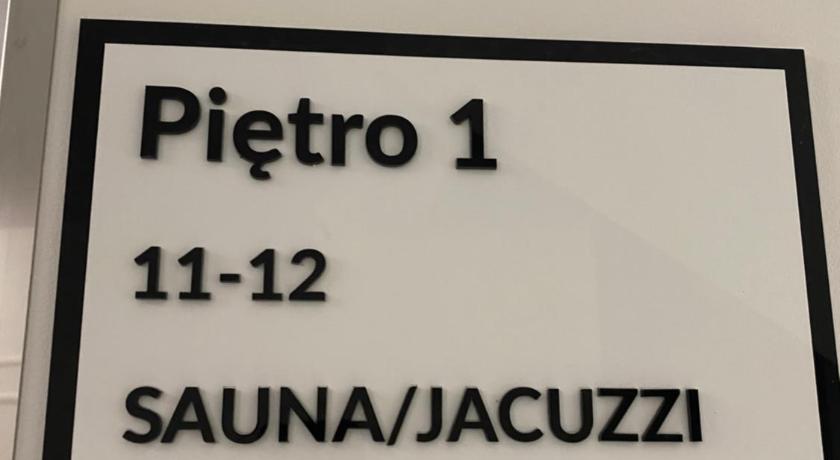 Piętro 1
11-12
SAUNA/JACUZZI